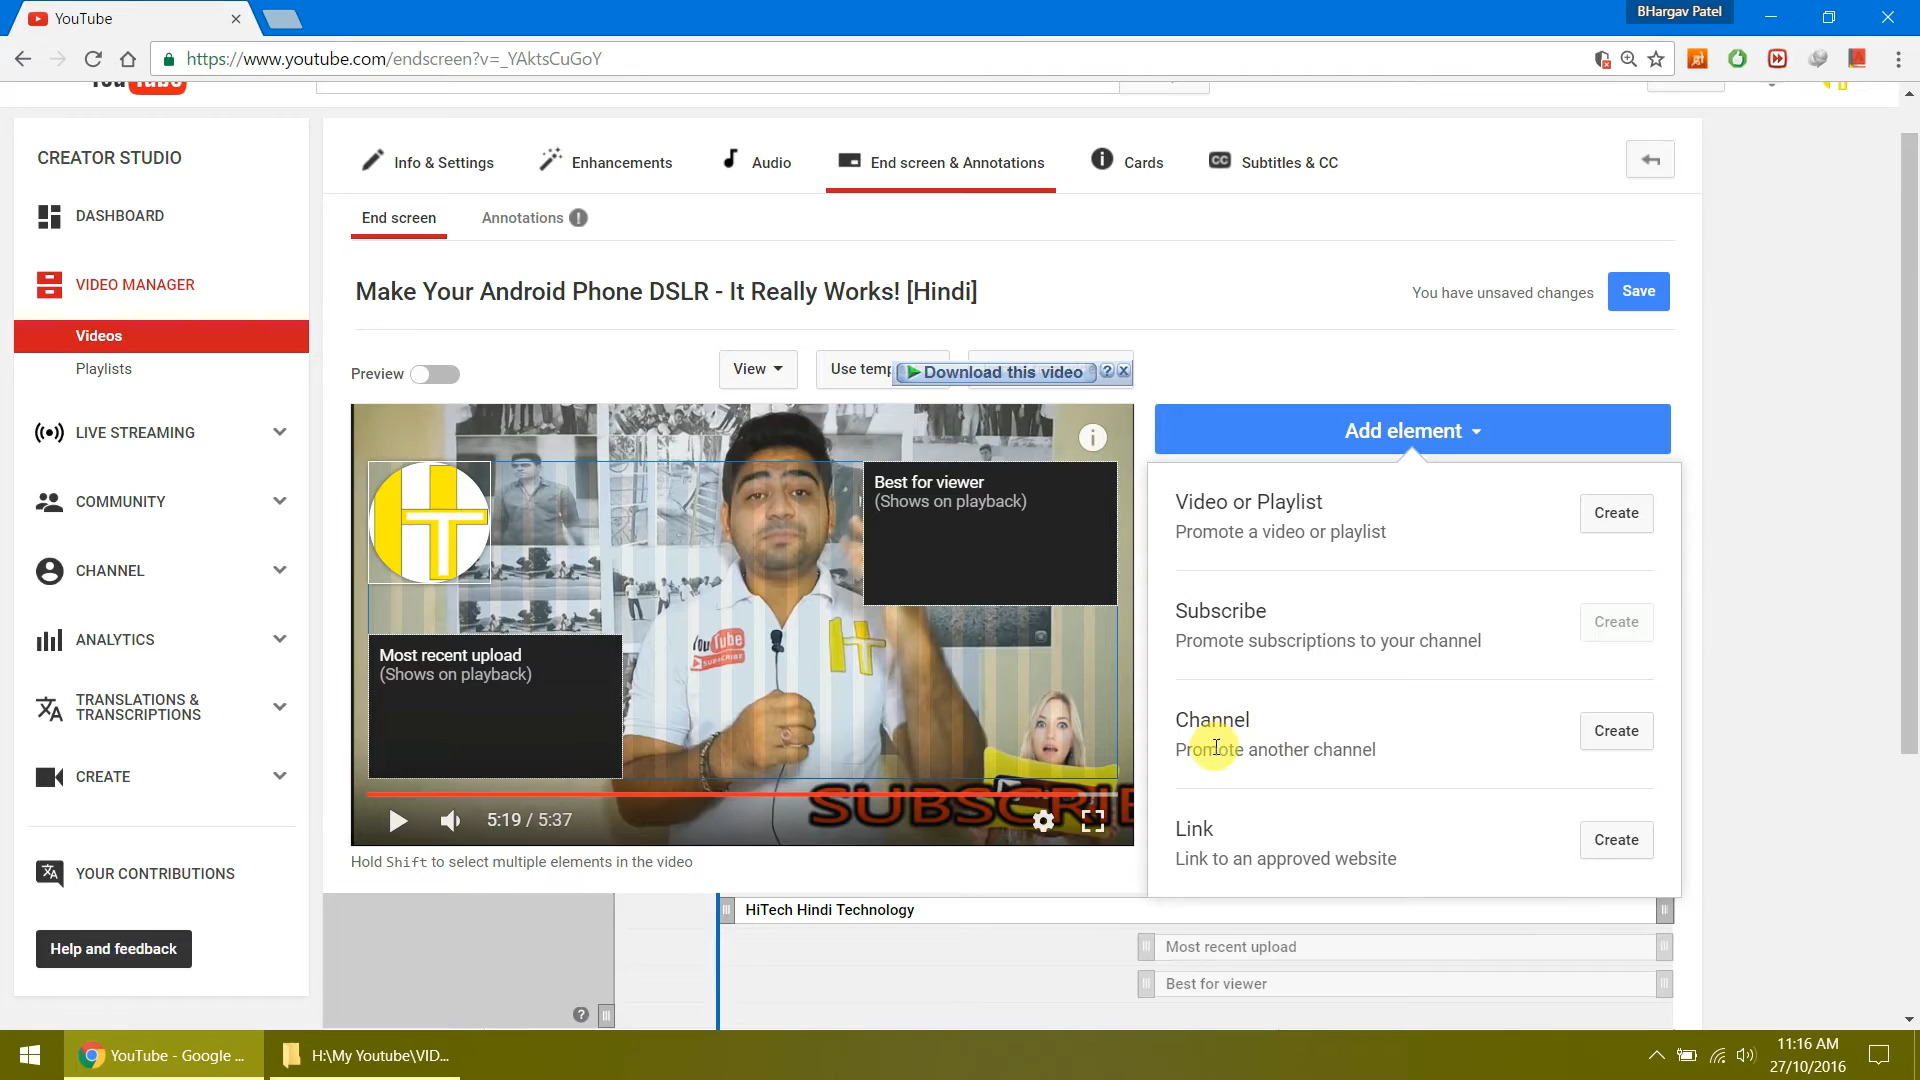 YouTube
BHargav Patel
https://www.youtube.com/endscreen?v=_YAktsCuGoY
CREATOR STUDIO
DASHBOARD
VIDEO MANAGER
Videos
Playlists
LIVE STREAMING
COMMUNITY
CHANNEL
ANALYTICS
TRANSLATIONS &
TRANSCRIPTIONS
CREATE
YOUR CONTRIBUTIONS
Help and feedback
Info & Settings
Enhancements
Audio
End screen & Annotations
Cards
CC
Subtitles & CC
End screen
Annotations
Make Your Android Phone DSLR - It Really Works! [Hindi]
You have unsaved changes
Save
Preview
View
Use temp
Download this video
Best for viewer
(Shows on playback)
HT
Most recent upload
(Shows on playback)
YouTube
SUBSCRIBE
HT
SUBSCRIBE
5:19 / 5:37
Hold Shift to select multiple elements in the video
Add element
Video or Playlist
Promote a video or playlist
Create
Subscribe
Promote subscriptions to your channel
Create
Channel
Promote another channel
Create
Link
Link to an approved website
Create
HiTech Hindi Technology
Most recent upload
Best for viewer
YouTube - Google ...
H:\My Youtube\VID...
11:16 AM
27/10/2016